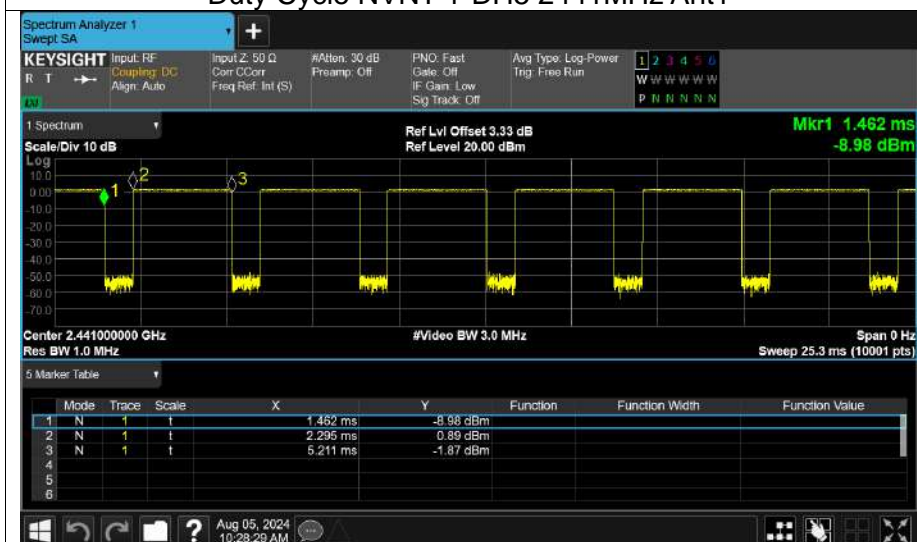 Spectrum Analyzer 1
Swept SA
+
KEYSIGHT Input: RF Input Z: 50 Ω #Atten: 30 dB PNO: Fast Avg Type: Log-Power 1 2 3 4 5 6
R T Coupling: DC Corr CCorr Preamp: Off Gate: Off Trig: Free Run W W W W W W
Align: Auto Freq Ref: Int (S) IF Gain: Low
Sig Track: Off P N N N N N
1 Spectrum Ref Lvl Offset 3.33 dB Mkr1 1.462 ms
Scale/Div 10 dB Ref Level 20.00 dBm -8.98 dBm
Log
10.0
0.00
-10.0
-20.0
-30.0
-40.0
-50.0
-60.0
-70.0
1 2 3
Center 2.441000000 GHz #Video BW 3.0 MHz Span 0 Hz
Res BW 1.0 MHz Sweep 25.3 ms (10001 pts)
5 Marker Table
Mode Trace Scale X Y Function Function Width Function Value
1 N 1 t 1.462 ms -8.98 dBm
2 N 1 t 2.295 ms 0.89 dBm
3 N 1 t 5.211 ms -1.87 dBm
4
5
6
? Aug 05, 2024
10:28:29 AM